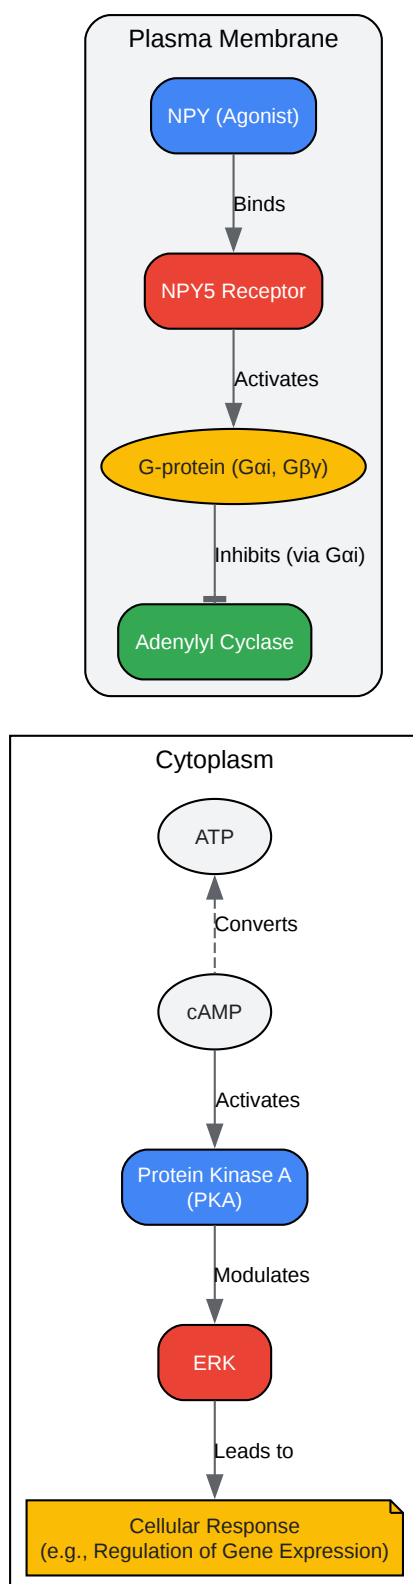 Plasma Membrane
NPY (Agonist)
Binds
NPY5 Receptor
Activates
G-protein (Gαi, Gβγ)
Inhibits (via Gαi)
Adenylyl Cyclase
Cytoplasm
ATP
Converts
cAMP
Activates
Protein Kinase A
(PKA)
Modulates
ERK
Leads to
Cellular Response
(e.g., Regulation of Gene Expression)